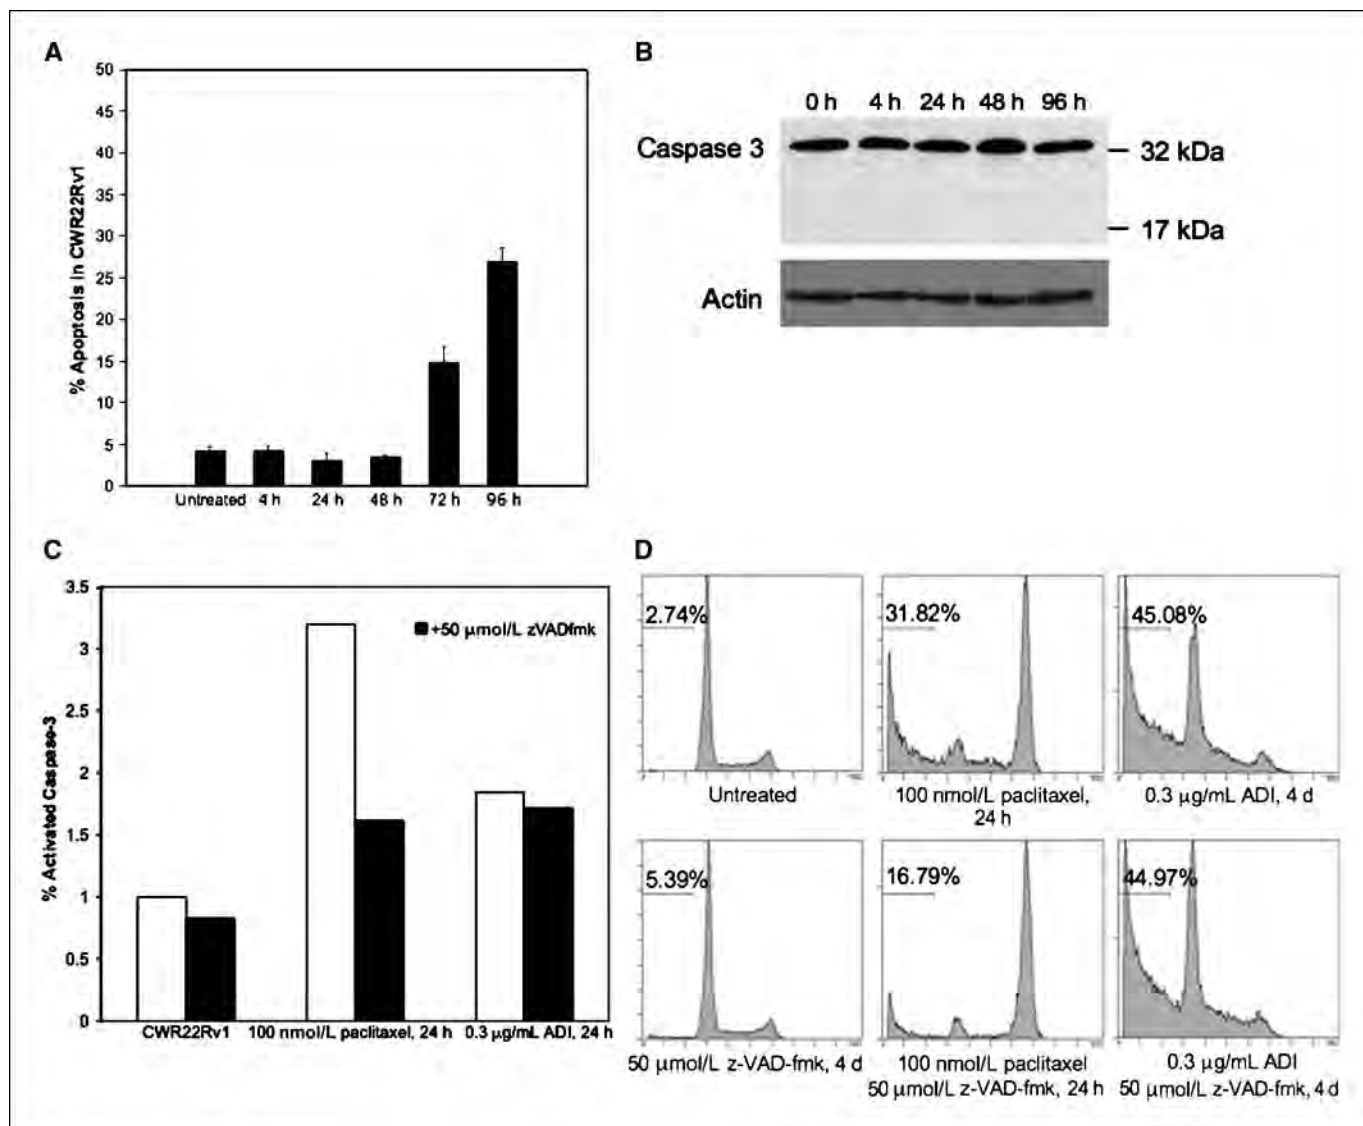 A
50
45
40
35
30
25
20
15
10
5
0
% Apoptosis in CWR22Rv1
Untreated 4 h 24 h 48 h 72 h 96 h
B
0 h 4 h 24 h 48 h 96 h
Caspase 3
32 kDa
17 kDa
Actin
C
3.5
3
2.5
2
1.5
1
0.5
0
% Activated Caspase-3
+50 µmol/L zVADfmk
CWR22Rv1 100 nmol/L paclitaxel, 24 h 0.3 µg/mL ADI, 24 h
D
2.74%
Untreated
31.82%
100 nmol/L paclitaxel,
24 h
45.08%
0.3 µg/mL ADI, 4 d
5.39%
50 µmol/L z-VAD-fmk, 4 d
16.79%
100 nmol/L paclitaxel
50 µmol/L z-VAD-fmk, 24 h
44.97%
0.3 µg/mL ADI
50 µmol/L z-VAD-fmk, 4 d